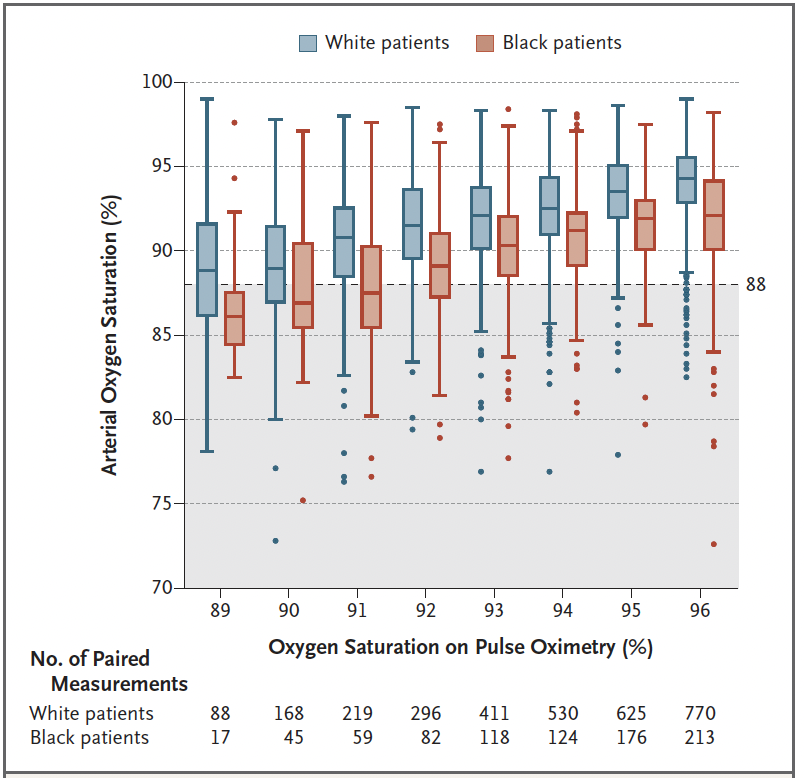 White patients Black patients
100
95
90
88
85
80
75
70
Arterial Oxygen Saturation (%)
89 90 91 92 93 94 95 96
Oxygen Saturation on Pulse Oximetry (%)
No. of Paired
Measurements
White patients 88 168 219 296 411 530 625 770
Black patients 17 45 59 82 118 124 176 213